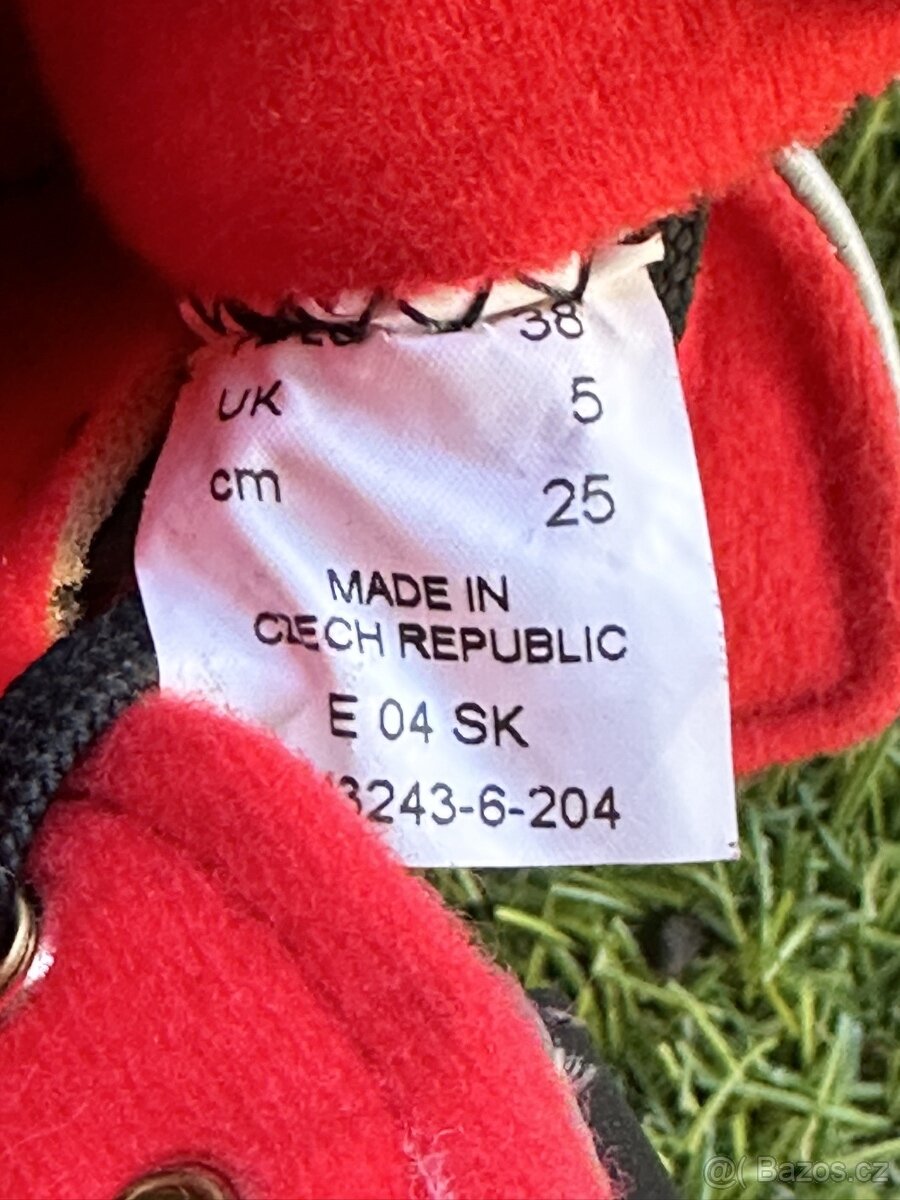 38
UK 5
cm 25
MADE IN
CZECH REPUBLIC
E 04 SK
3243-6-204
@( Bazos.cz